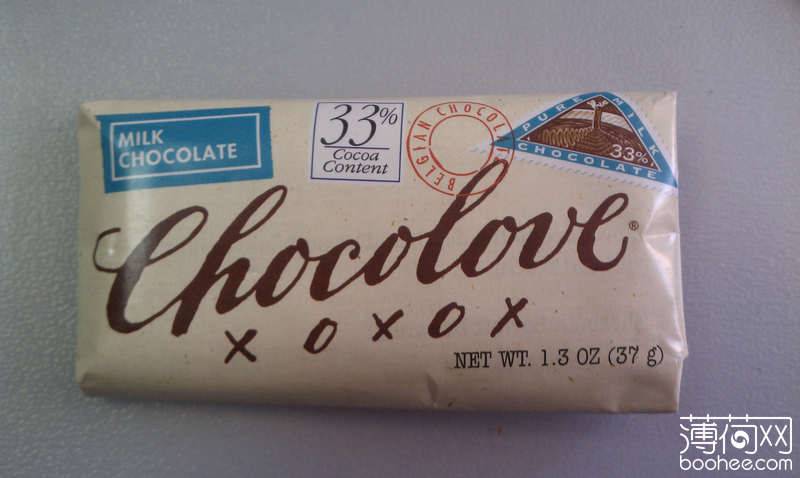 MILK
CHOCOLATE
33%
Cocoa
Content
BELGIAN CHOCOLATE
PURE MILK
33%
CHOCOLATE
Chocolove®
XOXOX
NET WT. 1.3 OZ (37 g)
薄荷网
boohee.com